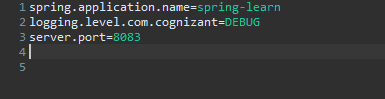 1 spring.application.name=spring-learn
2 logging.level.com.cognizant=DEBUG
3 server.port=8083
4
5